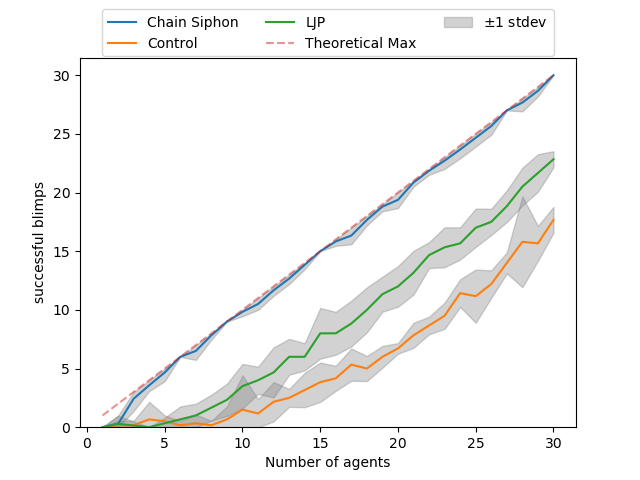 Chain Siphon
Control
LJP
Theoretical Max
±1 stdev
30
25
20
15
10
5
0
successful blimps
0 5 10 15 20 25 30
Number of agents